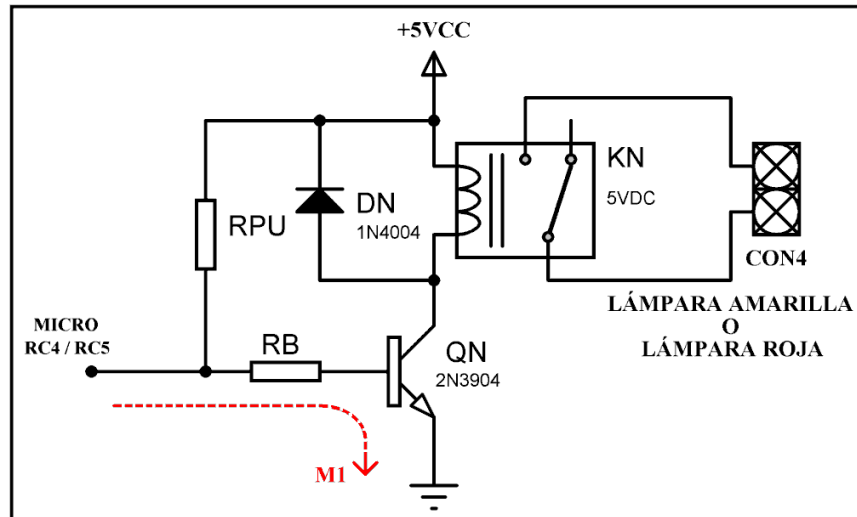 +5VCC
KN
5VDC
DN
1N4004
RPU
CON4
LÁMPARA AMARILLA
O
LÁMPARA ROJA
MICRO
RC4 / RC5
RB
QN
2N3904
M1